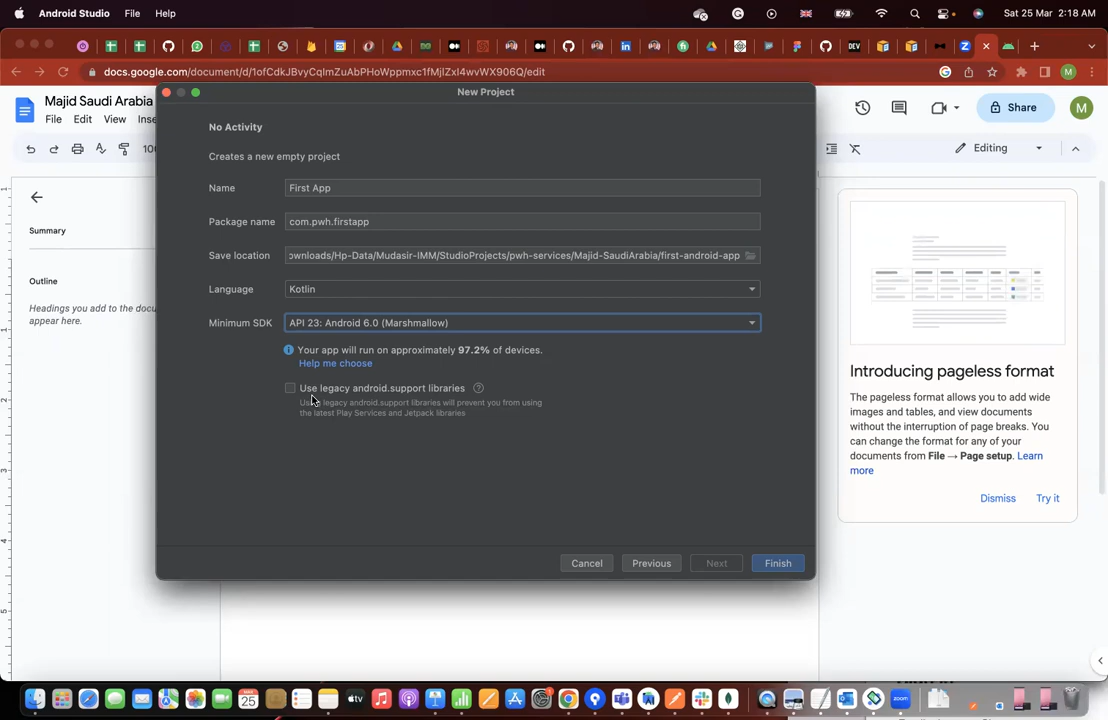 Android Studio File Help
Sat 25 Mar 2:18 AM
docs.google.com/document/d/1ofCdkJBvyCqImZuAbPHoWppmxc1fMjlZxI4wvWX906Q/edit
Majid Saudi Arabia
File Edit View Inse
Share
M
100
Editing
New Project
No Activity
Creates a new empty project
Name First App
Package name com.pwh.firstapp
Save location ownloads/Hp-Data/Mudasir-IMM/StudioProjects/pwh-services/Majid-SaudiArabia/first-android-app
Language Kotlin
Minimum SDK API 23: Android 6.0 (Marshmallow)
Your app will run on approximately 97.2% of devices.
Help me choose
Use legacy android.support libraries
legacy android.support libraries will prevent you from using
the latest Play Services and Jetpack libraries
Cancel Previous Next Finish
Summary
Outline
Headings you add to the docu
appear here.
Introducing pageless format
The pageless format allows you to add wide
images and tables, and view documents
without the interruption of page breaks. You
can change the format for any of your
documents from File → Page setup. Learn
more
Dismiss Try it